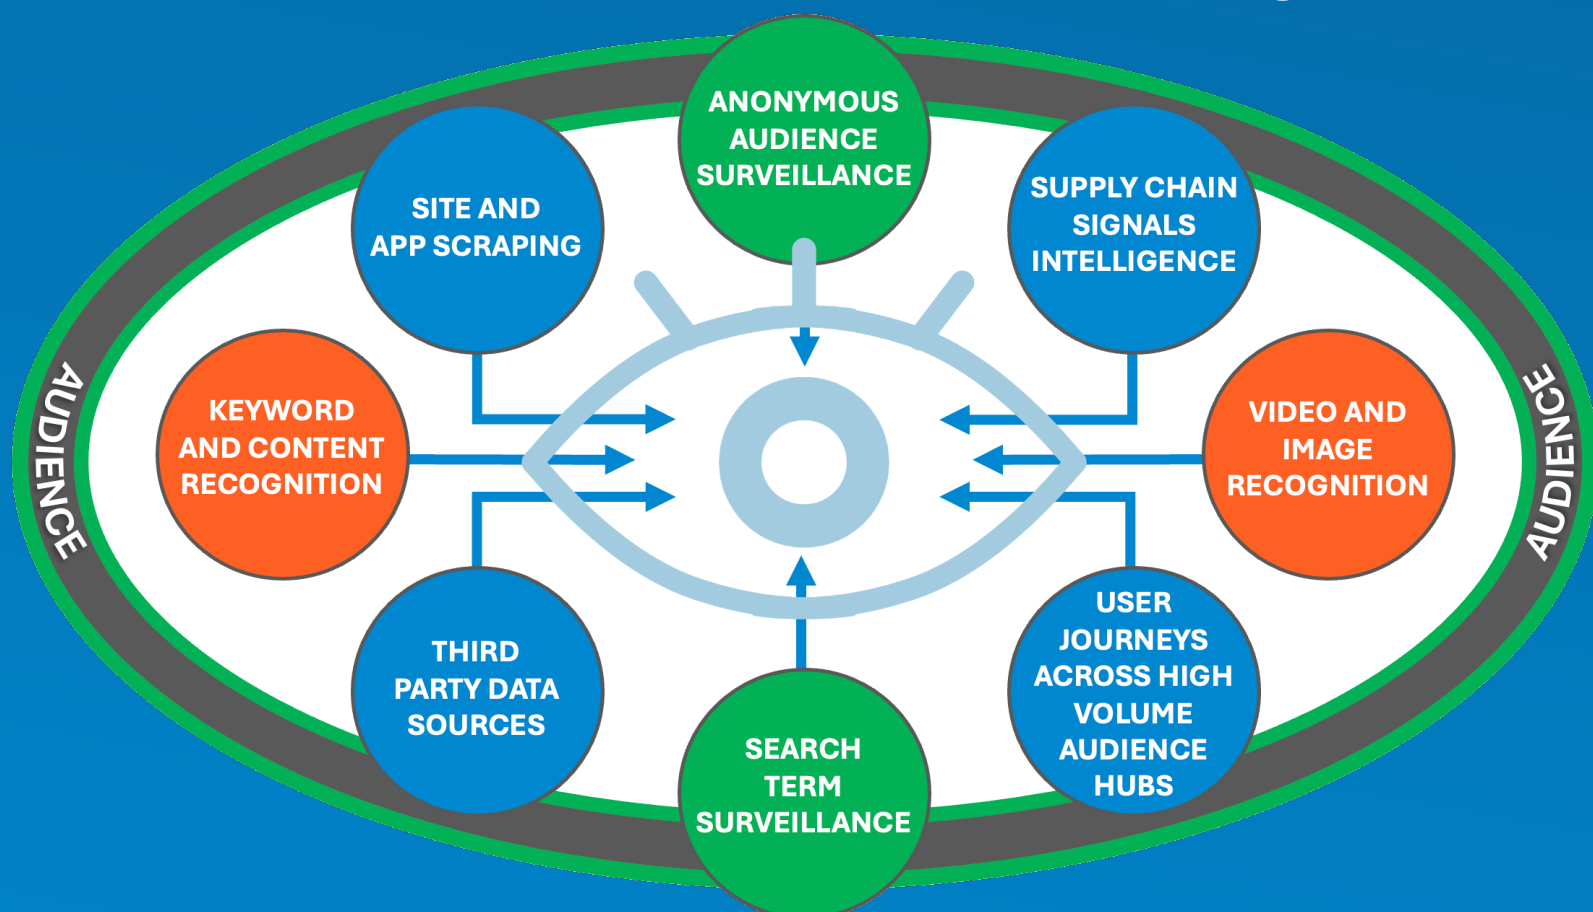 ANONYMOUS
AUDIENCE
SURVEILLANCE
SITE AND
APP SCRAPING
SUPPLY CHAIN
SIGNALS
INTELLIGENCE
AUDIENCE
KEYWORD
AND CONTENT
RECOGNITION
VIDEO AND
IMAGE
RECOGNITION
AUDIENCE
THIRD
PARTY DATA
SOURCES
USER
JOURNEYS
ACROSS HIGH
VOLUME
AUDIENCE
HUBS
SEARCH
TERM
SURVEILLANCE